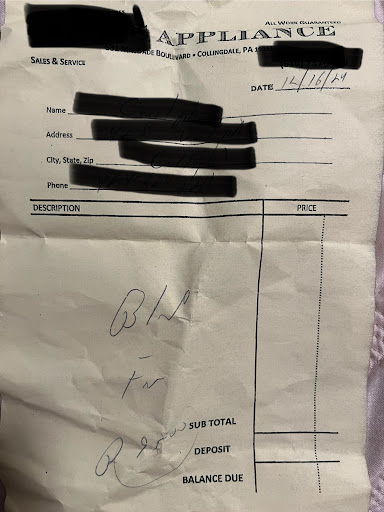 ALL WORK GUARANTEED
APPLIANCE
BOULEVARD • COLLINGDALE, PA
SALES & SERVICE
DATE 12/16/24
Name
Address
City, State, Zip
Phone
DESCRIPTION PRICE
SUB TOTAL
DEPOSIT
BALANCE DUE